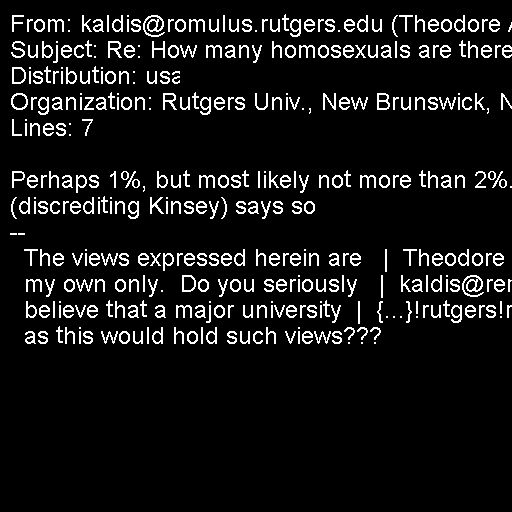 From: kaldis@romulus.rutgers.edu (Theodore
Subject: Re: How many homosexuals are there
Distribution: usa
Organization: Rutgers Univ., New Brunswick,
Lines: 7

Perhaps 1%, but most likely not more than 2%.
(discrediting Kinsey) says so
--
The views expressed herein are | Theodore
my own only. Do you seriously |
believe that a major university | {...}!rutgers!
as this would hold such views???